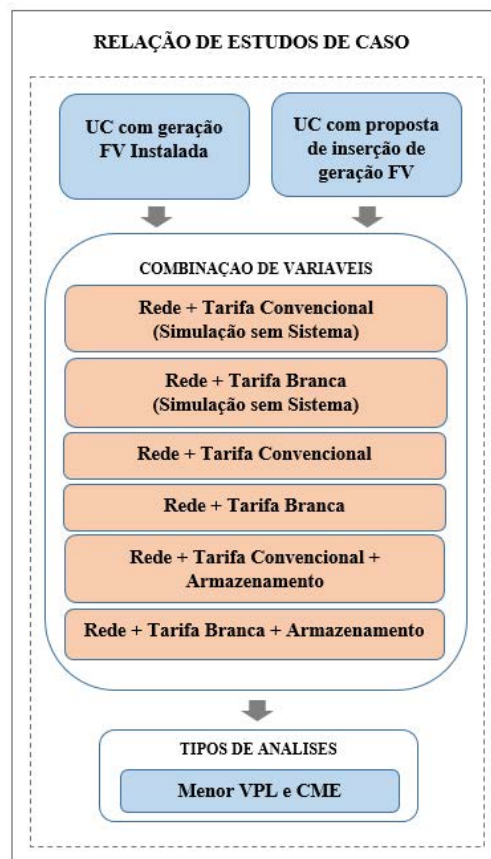 RELAÇÃO DE ESTUDOS DE CASO
UC com geração
FV Instalada
UC com proposta
de inserção de
geração FV
COMBINAÇAO DE VARIAVEIS
Rede + Tarifa Convencional
(Simulação sem Sistema)
Rede + Tarifa Branca
(Simulação sem Sistema)
Rede + Tarifa Convencional
Rede + Tarifa Branca
Rede + Tarifa Convencional +
Armazenamento
Rede + Tarifa Branca + Armazenamento
TIPOS DE ANALISES
Menor VPL e CME